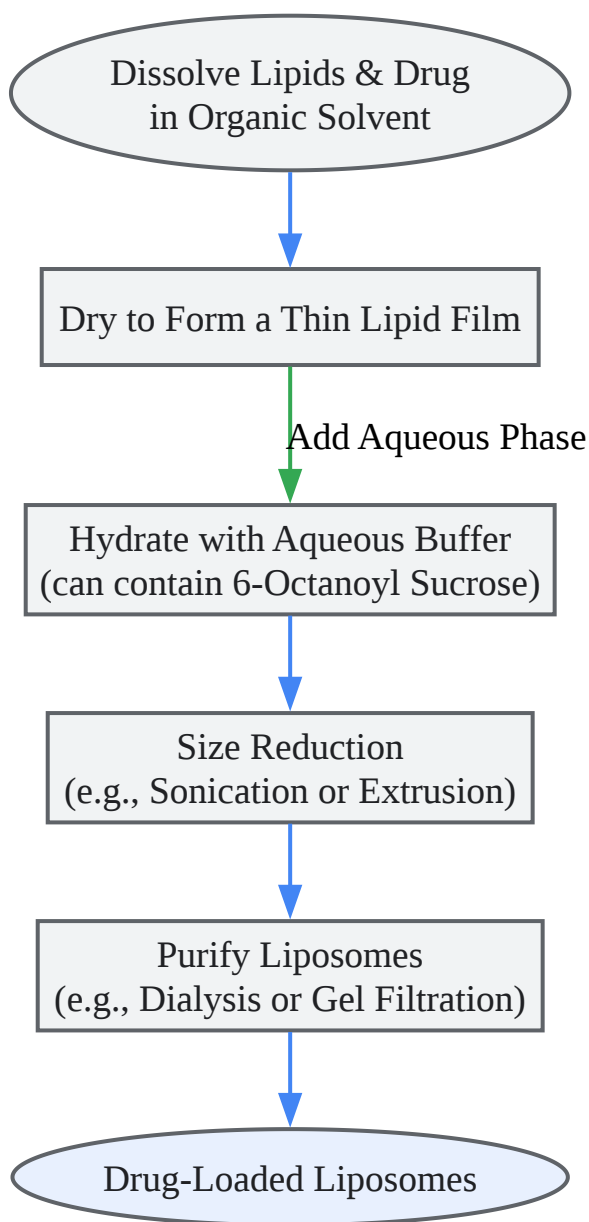 Dissolve Lipids & Drug
in Organic Solvent
Dry to Form a Thin Lipid Film
Add Aqueous Phase
Hydrate with Aqueous Buffer
(can contain 6-Octanoyl Sucrose)
Size Reduction
(e.g., Sonication or Extrusion)
Purify Liposomes
(e.g., Dialysis or Gel Filtration)
Drug-Loaded Liposomes